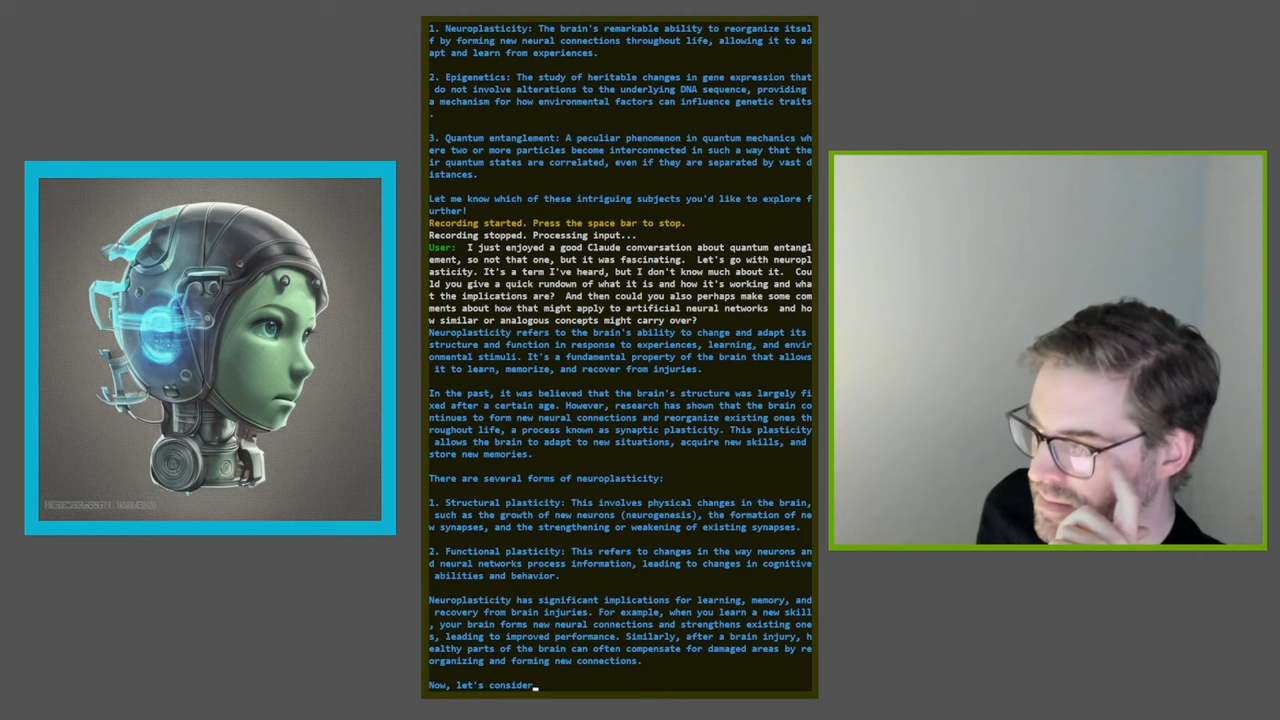 1. Neuroplasticity: The brain's remarkable ability to reorganize itsel
f by forming new neural connections throughout life, allowing it to ad
apt and learn from experiences.
2. Epigenetics: The study of heritable changes in gene expression that
do not involve alterations to the underlying DNA sequence, providing
a mechanism for how environmental factors can influence genetic traits
.
3. Quantum entanglement: A peculiar phenomenon in quantum mechanics wh
ere two or more particles become interconnected in such a way that the
ir quantum states are correlated, even if they are separated by vast d
istances.
Let me know which of these intriguing subjects you'd like to explore f
urther!
Recording started. Press the space bar to stop.
Recording stopped. Processing input...
User:  I just enjoyed a good Claude conversation about quantum entangl
ement, so not that one, but it was fascinating.  Let's go with neuropl
asticity. It's a term I've heard, but I don't know much about it.  Cou
ld you give a quick rundown of what it is and how it's working and wha
t the implications are?  And then could you also perhaps make some com
ments about how that might apply to artificial neural networks  and ho
w similar or analogous concepts might carry over?
Neuroplasticity refers to the brain's ability to change and adapt its
structure and function in response to experiences, learning, and envir
onmental stimuli. It's a fundamental property of the brain that allows
it to learn, memorize, and recover from injuries.
In the past, it was believed that the brain's structure was largely fi
xed after a certain age. However, research has shown that the brain co
ntinues to form new neural connections and reorganize existing ones th
roughout life, a process known as synaptic plasticity. This plasticity
allows the brain to adapt to new situations, acquire new skills, and
store new memories.
There are several forms of neuroplasticity:
1. Structural plasticity: This involves physical changes in the brain,
such as the growth of new neurons (neurogenesis), the formation of ne
w synapses, and the strengthening or weakening of existing synapses.
2. Functional plasticity: This refers to changes in the way neurons an
d neural networks process information, leading to changes in cognitive
abilities and behavior.
Neuroplasticity has significant implications for learning, memory, and
recovery from brain injuries. For example, when you learn a new skill
, your brain forms new neural connections and strengthens existing one
s, leading to improved performance. Similarly, after a brain injury, h
ealthy parts of the brain can often compensate for damaged areas by re
organizing and forming new connections.
Now, let's consider